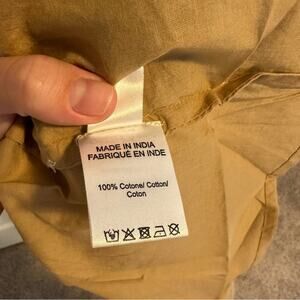 MADE IN INDIA
FABRIQUÉ EN INDE
100% Cotone/ Cotton/
Coton